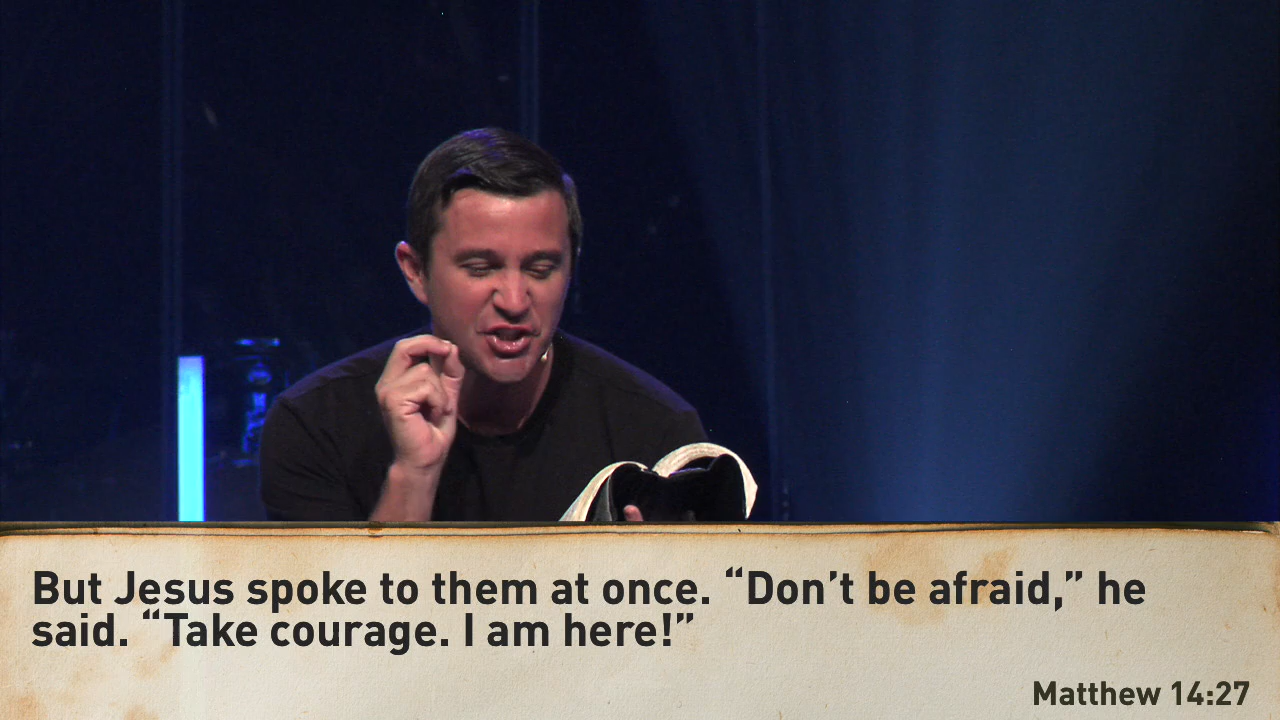 But Jesus spoke to them at once. “Don’t be afraid,” he
said. “Take courage. I am here!”
Matthew 14:27